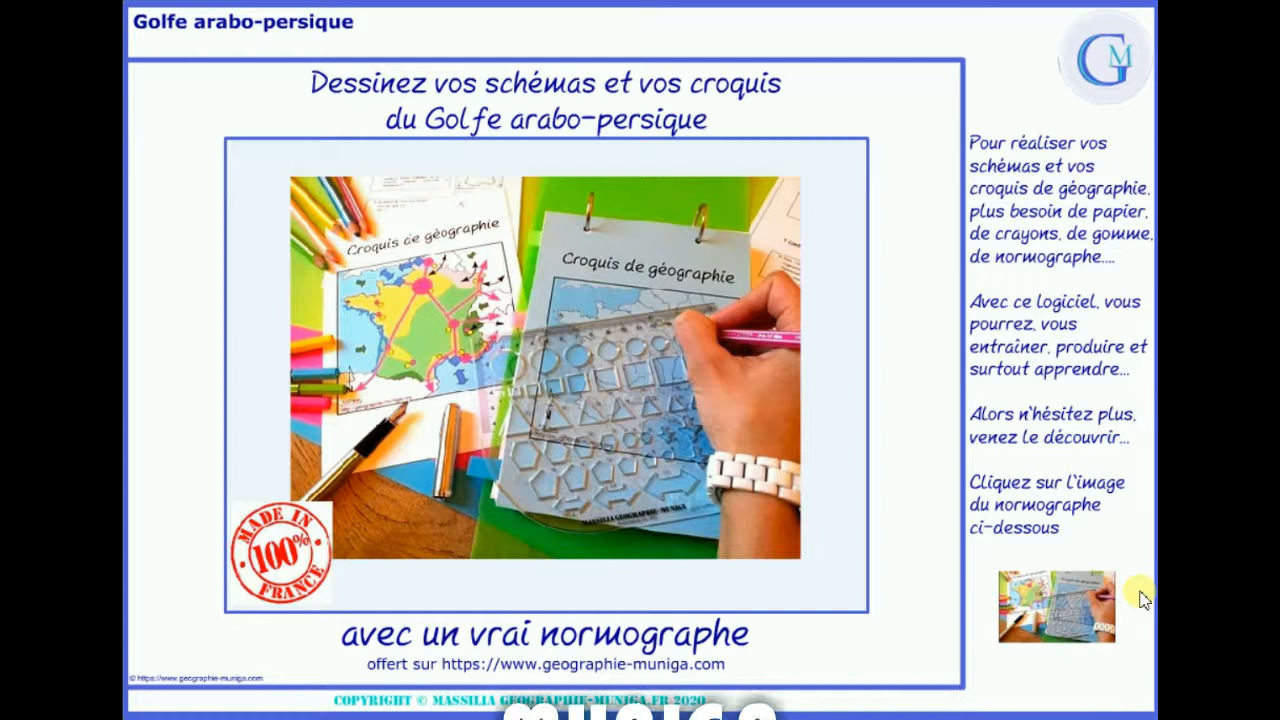 Golfe arabo-persique
GM
Dessinez vos schémas et vos croquis
du Golfe arabo-persique
Croquis de géographie
Croquis de géographie
MASSILIA GEOGRAPHIE-MUNIGA
MADE IN
100%
FRANCE
avec un vrai normographe
offert sur https://www.geographie-muniga.com
© https://www.geographie-muniga.com
COPYRIGHT © MASSILIA GEOGRAPHIE-MUNIGA.FR 2020
Pour réaliser vos
schémas et vos
croquis de géographie,
plus besoin de papier,
de crayons, de gomme,
de normographe....
Avec ce logiciel, vous
pourrez, vous
entraîner, produire et
surtout apprendre...
Alors n'hésitez plus,
venez le découvrir...
Cliquez sur l'image
du normographe
ci-dessous